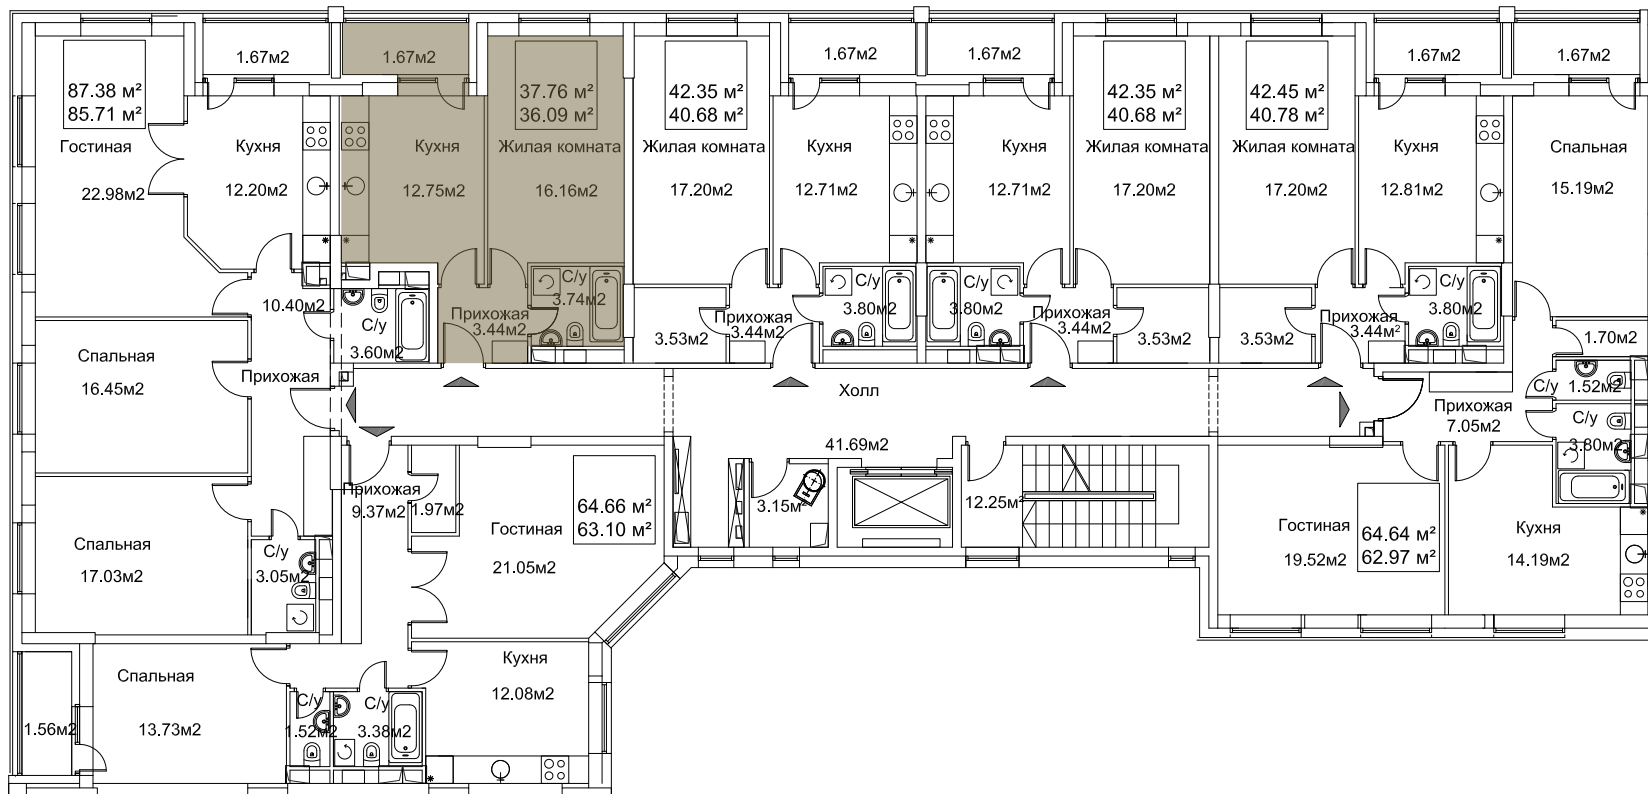 1.67м2
1.67м2
1.67м2
1.67м2
1.67м2
1.67м2
87.38 м²
85.71 м²
37.76 м²
36.09 м²
42.35 м²
40.68 м²
42.35 м²
40.68 м²
42.45 м²
40.78 м²
Гостиная
22.98м2
Кухня
12.20м2
Кухня
12.75м2
Жилая комната
16.16м2
Жилая комната
17.20м2
Кухня
12.71м2
Кухня
12.71м2
Жилая комната
17.20м2
Жилая комната
17.20м2
Кухня
12.81м2
Спальная
15.19м2
10.40м2
С/у
3.60м2
Прихожая
3.44м2
С/у
3.74м2
3.53м2
Прихожая
3.44м2
С/у
3.80м2
С/у
3.80м2
Прихожая
3.44м2
3.53м2
3.53м2
Прихожая
3.44м²
С/у
3.80м2
1.70м2
Спальная
16.45м2
Прихожая
Холл
41.69м2
С/у
1.52м2
Прихожая
7.05м2
С/у
3.80м2
Прихожая
9.37м2
1.97м2
Гостиная
21.05м2
64.66 м²
63.10 м²
3.15м²
12.25м²
Гостиная
19.52м2
64.64 м²
62.97 м²
Кухня
14.19м2
Спальная
17.03м2
С/у
3.05м2
Спальная
13.73м2
1.56м2
С/у
1.52м2
С/у
3.38м2
Кухня
12.08м2